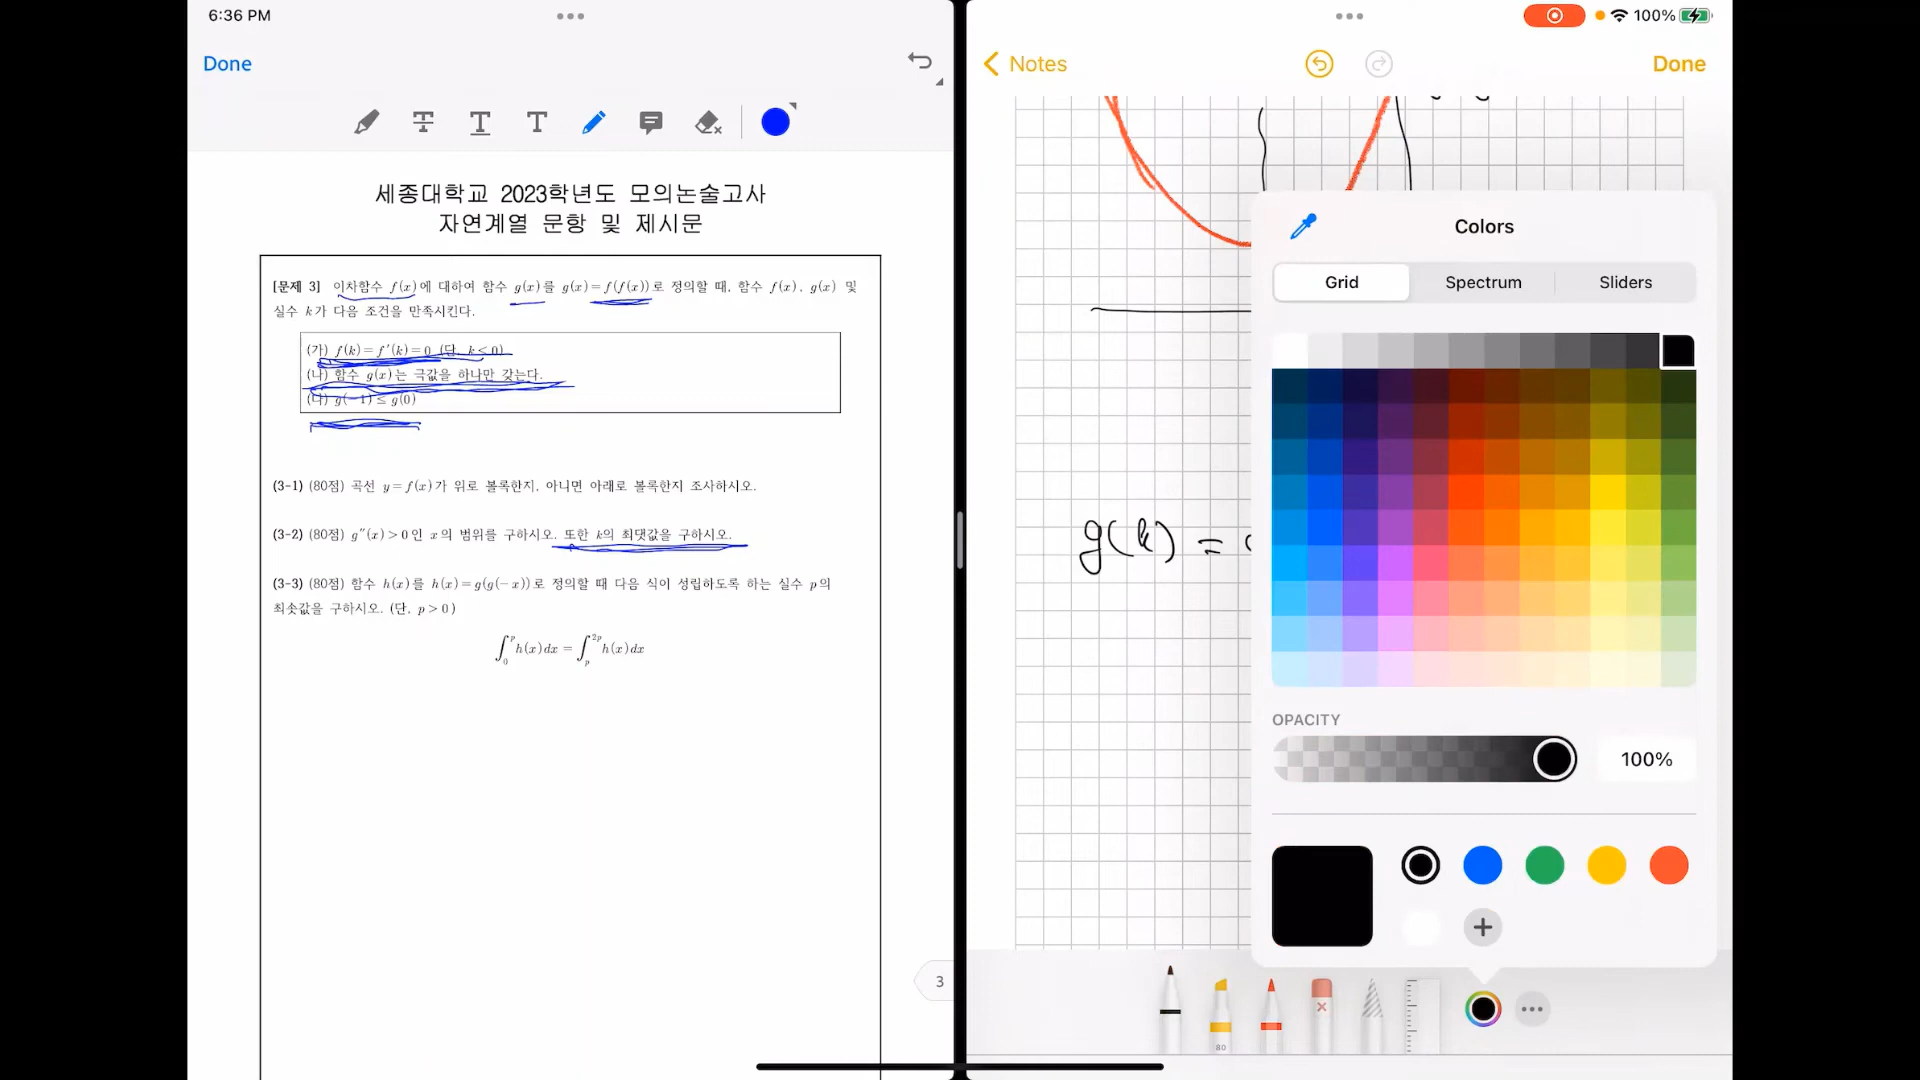 6:36 PM
Done
세종대학교 2023학년도 모의논술고사
자연계열 문항 및 제시문
[문제 3] 이차함수 f(x)에 대하여 함수 g(x)를 g(x)=f(f(x))로 정의할 때, 함수 f(x), g(x) 및
실수 k가 다음 조건을 만족시킨다.
(가) f(k)=f′(k)=0 (단, k<0)
(나) 함수 g(x)는 극값을 하나만 갖는다.
(다) g(−1)≤g(0)
(3-1) (80점) 곡선 y=f(x)가 위로 볼록한지, 아니면 아래로 볼록한지 조사하시오.
(3-2) (80점) g″(x)>0인 x의 범위를 구하시오. 또한 k의 최댓값을 구하시오.
(3-3) (80점) 함수 h(x)를 h(x)=g(g(−x))로 정의할 때 다음 식이 성립하도록 하는 실수 p의
최솟값을 구하시오. (단, p>0)
∫₀ᵖ h(x)dx = ∫ₚ²ᵖ h(x)dx
3
100%
Notes
Done
g(k) =
Colors
Grid Spectrum Sliders
OPACITY
100%
80